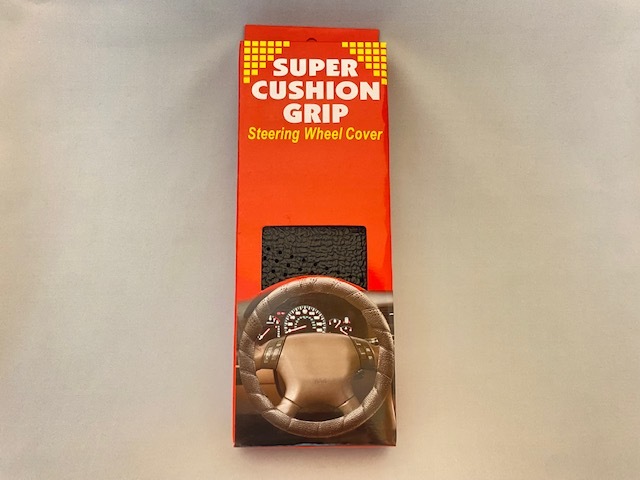 SUPER
CUSHION
GRIP
Steering Wheel Cover